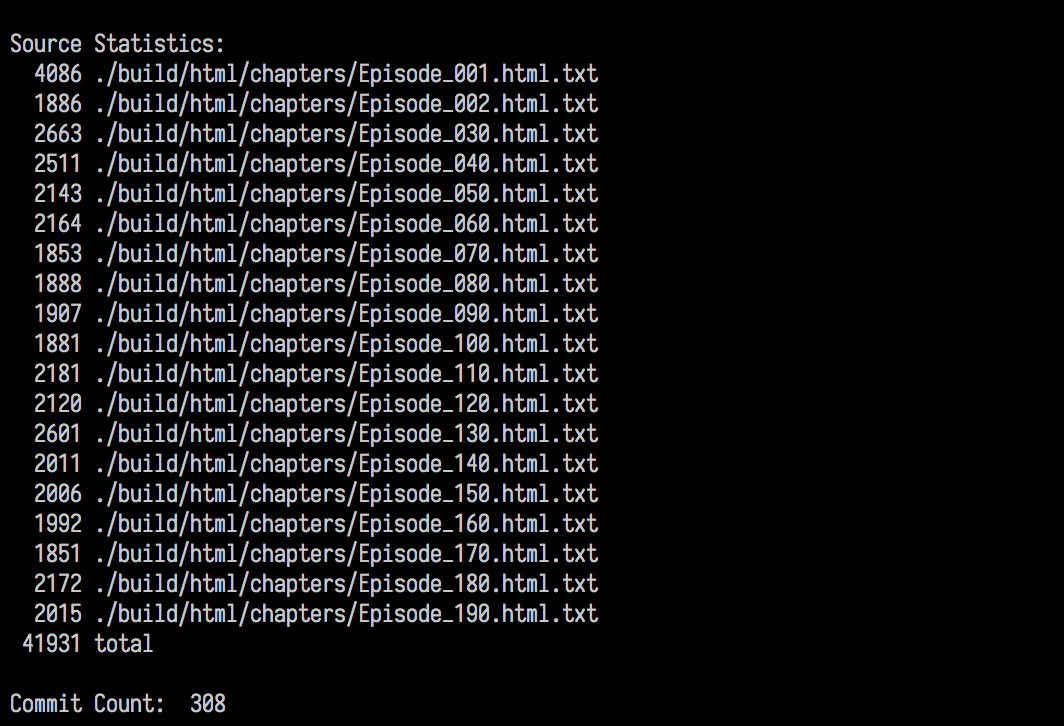 Source Statistics:
4086 ./build/html/chapters/Episode_001.html.txt
1886 ./build/html/chapters/Episode_002.html.txt
2663 ./build/html/chapters/Episode_030.html.txt
2511 ./build/html/chapters/Episode_040.html.txt
2143 ./build/html/chapters/Episode_050.html.txt
2164 ./build/html/chapters/Episode_060.html.txt
1853 ./build/html/chapters/Episode_070.html.txt
1888 ./build/html/chapters/Episode_080.html.txt
1907 ./build/html/chapters/Episode_090.html.txt
1881 ./build/html/chapters/Episode_100.html.txt
2181 ./build/html/chapters/Episode_110.html.txt
2120 ./build/html/chapters/Episode_120.html.txt
2601 ./build/html/chapters/Episode_130.html.txt
2011 ./build/html/chapters/Episode_140.html.txt
2006 ./build/html/chapters/Episode_150.html.txt
1992 ./build/html/chapters/Episode_160.html.txt
1851 ./build/html/chapters/Episode_170.html.txt
2172 ./build/html/chapters/Episode_180.html.txt
2015 ./build/html/chapters/Episode_190.html.txt
41931 total
Commit Count:  308